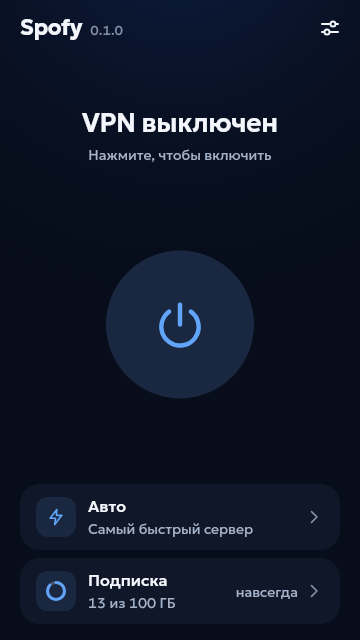 Spofy 0.1.0
VPN выключен
Нажмите, чтобы включить
Авто
Самый быстрый сервер
Подписка
13 из 100 ГБ
навсегда